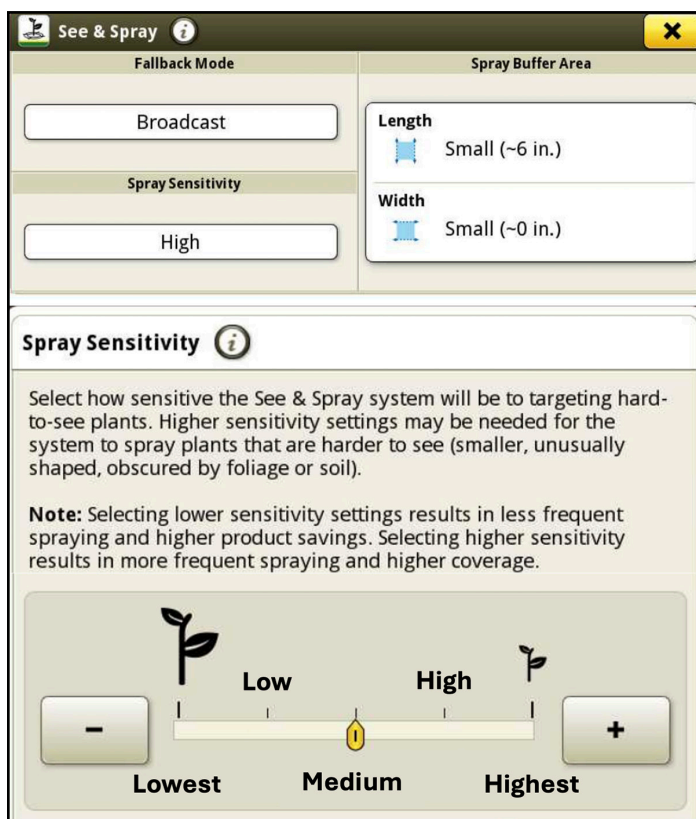 See & Spray
Fallback Mode
Broadcast
Spray Sensitivity
High
Spray Buffer Area
Length
Small (~6 in.)
Width
Small (~0 in.)
Spray Sensitivity
Select how sensitive the See & Spray system will be to targeting hard-
to-see plants. Higher sensitivity settings may be needed for the
system to spray plants that are harder to see (smaller, unusually
shaped, obscured by foliage or soil).
Note: Selecting lower sensitivity settings results in less frequent
spraying and higher product savings. Selecting higher sensitivity
results in more frequent spraying and higher coverage.
Low High
Lowest Medium Highest